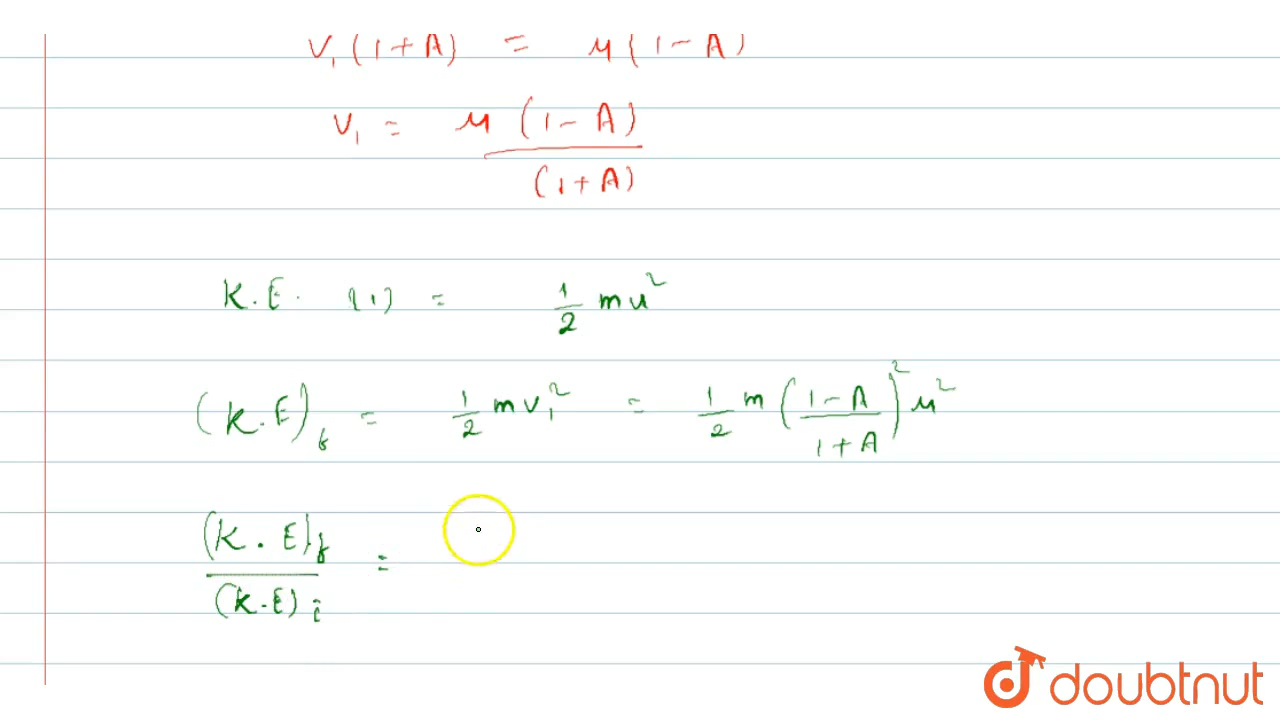 V₁(1+A) = u(1-A)
V₁ = u(1-A)/(1+A)
K.E. (i) = 1/2 mu²
(K.E)f = 1/2 mv₁² = 1/2 m((1-A)/(1+A))² u²
(K.E)f/(K.E)i =
doubtnut